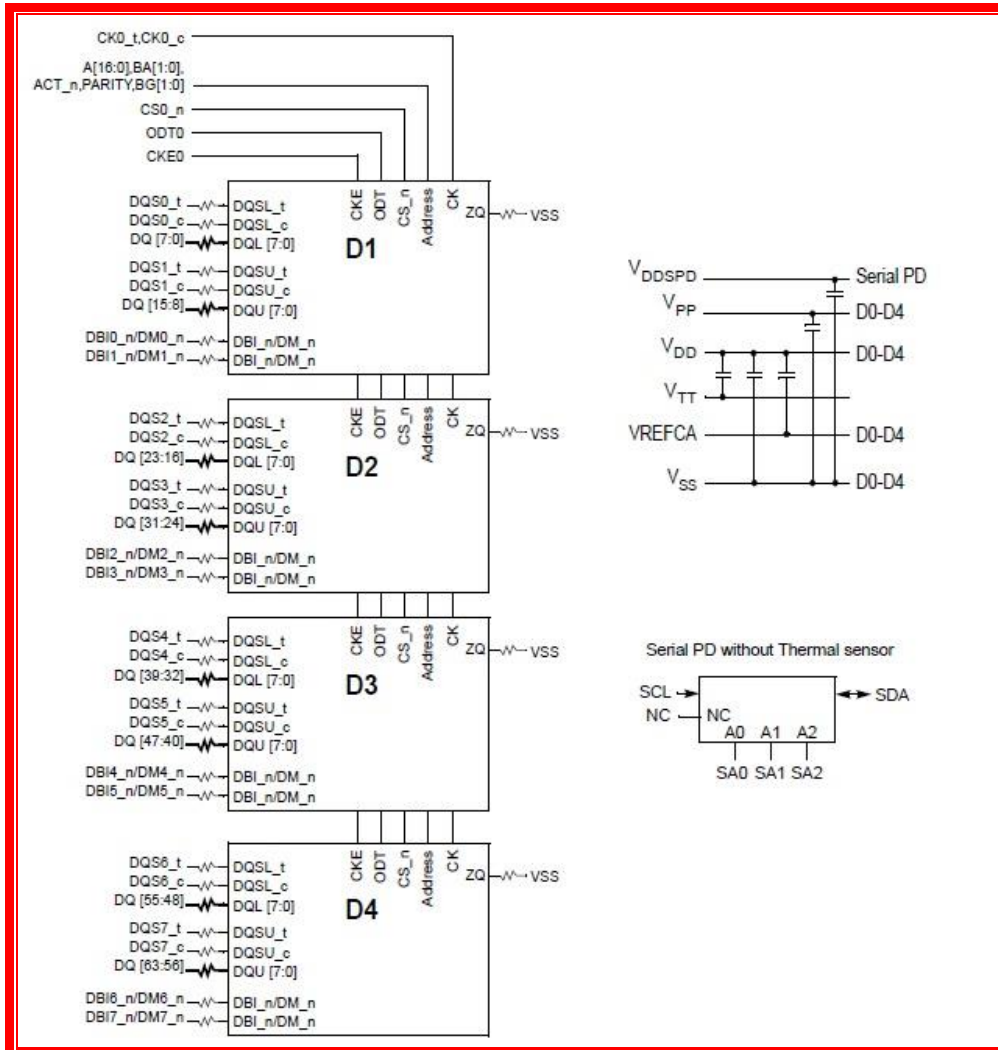 CK0_t,CK0_c
A[16:0],BA[1:0],
ACT_n,PARITY,BG[1:0]
CS0_n
ODT0
CKE0
DQS0_t
DQS0_c
DQ [7:0]
DQS1_t
DQS1_c
DQ [15:8]
DBI0_n/DM0_n
DBI1_n/DM1_n
DQSL_t
DQSL_c
DQL [7:0]
DQSU_t
DQSU_c
DQU [7:0]
DBI_n/DM_n
DBI_n/DM_n
CKE
ODT
CS_n
Address
CK
D1
ZQ
VSS
DQS2_t
DQS2_c
DQ [23:16]
DQS3_t
DQS3_c
DQ [31:24]
DBI2_n/DM2_n
DBI3_n/DM3_n
DQSL_t
DQSL_c
DQL [7:0]
DQSU_t
DQSU_c
DQU [7:0]
DBI_n/DM_n
DBI_n/DM_n
CKE
ODT
CS_n
Address
CK
D2
ZQ
VSS
DQS4_t
DQS4_c
DQ [39:32]
DQS5_t
DQS5_c
DQ [47:40]
DBI4_n/DM4_n
DBI5_n/DM5_n
DQSL_t
DQSL_c
DQL [7:0]
DQSU_t
DQSU_c
DQU [7:0]
DBI_n/DM_n
DBI_n/DM_n
CKE
ODT
CS_n
Address
CK
D3
ZQ
VSS
DQS6_t
DQS6_c
DQ [55:48]
DQS7_t
DQS7_c
DQ [63:56]
DBI6_n/DM6_n
DBI7_n/DM7_n
DQSL_t
DQSL_c
DQL [7:0]
DQSU_t
DQSU_c
DQU [7:0]
DBI_n/DM_n
DBI_n/DM_n
CKE
ODT
CS_n
Address
CK
D4
ZQ
VSS
VDDSPD Serial PD
VPP D0-D4
VDD D0-D4
VTT
VREFCA D0-D4
VSS D0-D4
Serial PD without Thermal sensor
SCL
SDA
NC NC
A0 A1 A2
SA0 SA1 SA2